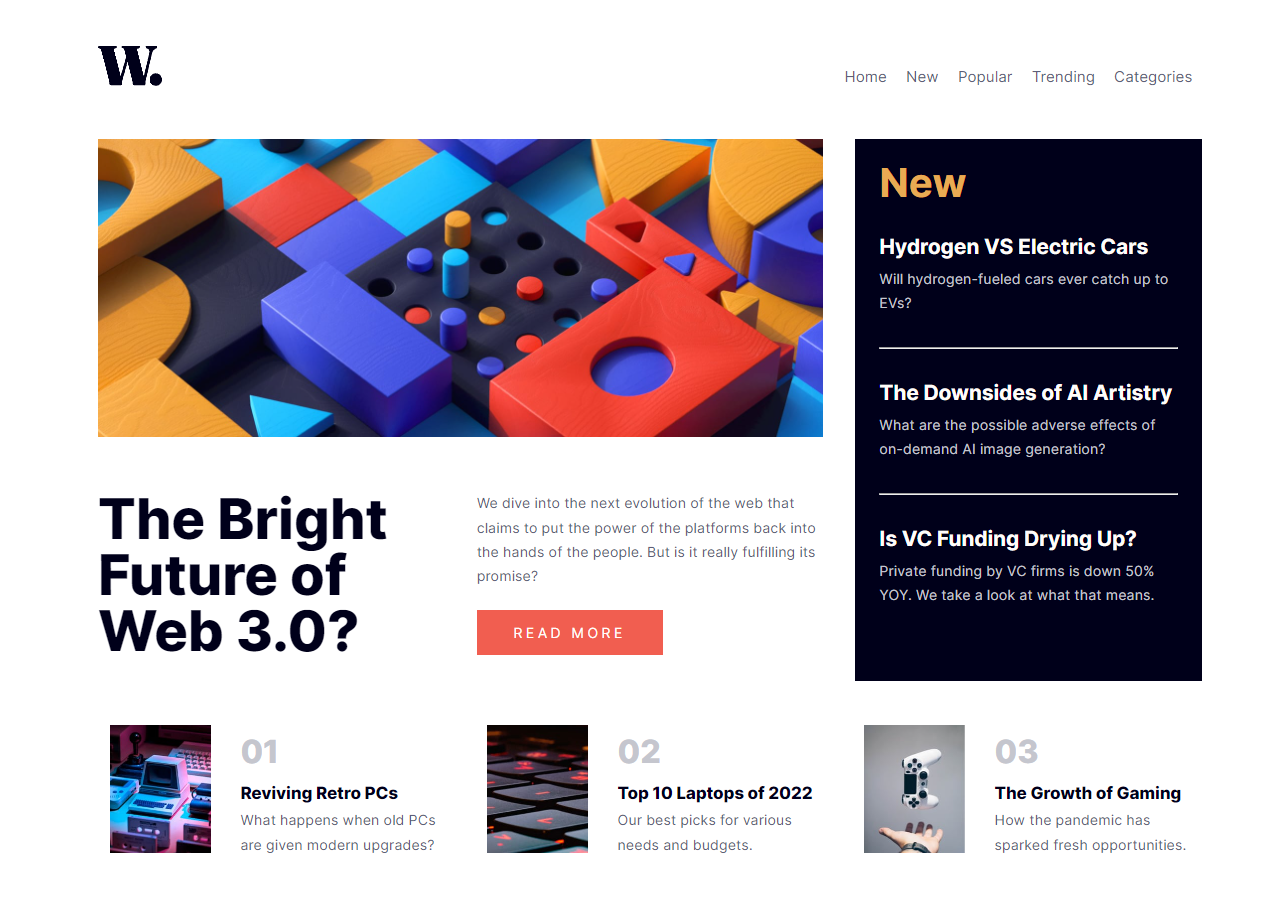 W.
Home New Popular Trending Categories
New
Hydrogen VS Electric Cars
Will hydrogen-fueled cars ever catch up to
EVs?
The Downsides of AI Artistry
What are the possible adverse effects of
on-demand AI image generation?
Is VC Funding Drying Up?
Private funding by VC firms is down 50%
YOY. We take a look at what that means.
The Bright
Future of
Web 3.0?
We dive into the next evolution of the web that
claims to put the power of the platforms back into
the hands of the people. But is it really fulfilling its
promise?
READ MORE
01
Reviving Retro PCs
What happens when old PCs
are given modern upgrades?
02
Top 10 Laptops of 2022
Our best picks for various
needs and budgets.
03
The Growth of Gaming
How the pandemic has
sparked fresh opportunities.